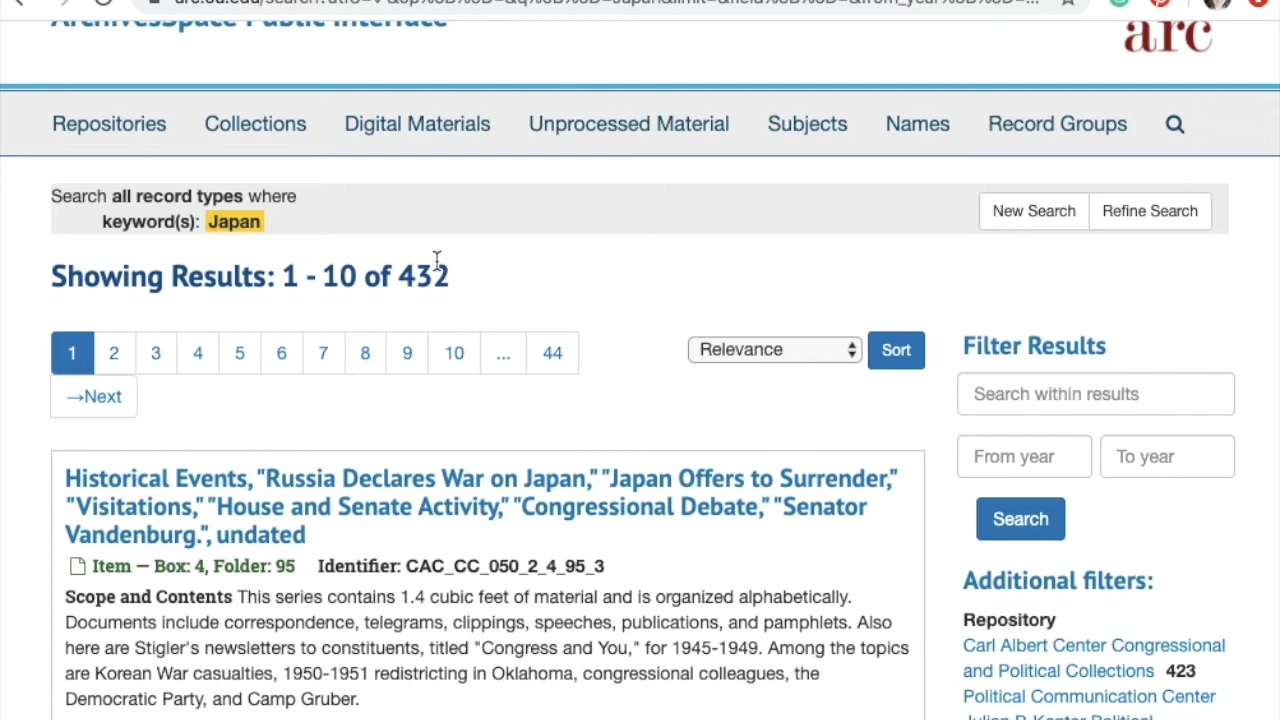 ArchivesSpace Public Interface
arc
Repositories Collections Digital Materials Unprocessed Material Subjects Names Record Groups
Search all record types where
keyword(s): Japan
New Search Refine Search
Showing Results: 1 - 10 of 432
1 2 3 4 5 6 7 8 9 10 ... 44
→Next
Relevance Sort
Historical Events, "Russia Declares War on Japan," "Japan Offers to Surrender,"
"Visitations," "House and Senate Activity," "Congressional Debate," "Senator
Vandenburg.", undated
Item — Box: 4, Folder: 95 Identifier: CAC_CC_050_2_4_95_3
Scope and Contents This series contains 1.4 cubic feet of material and is organized alphabetically.
Documents include correspondence, telegrams, clippings, speeches, publications, and pamphlets. Also
here are Stigler's newsletters to constituents, titled "Congress and You," for 1945-1949. Among the topics
are Korean War casualties, 1950-1951 redistricting in Oklahoma, congressional colleagues, the
Democratic Party, and Camp Gruber.
Filter Results
Search within results
From year To year
Search
Additional filters:
Repository
Carl Albert Center Congressional
and Political Collections 423
Political Communication Center
Julian P. Kanter Political